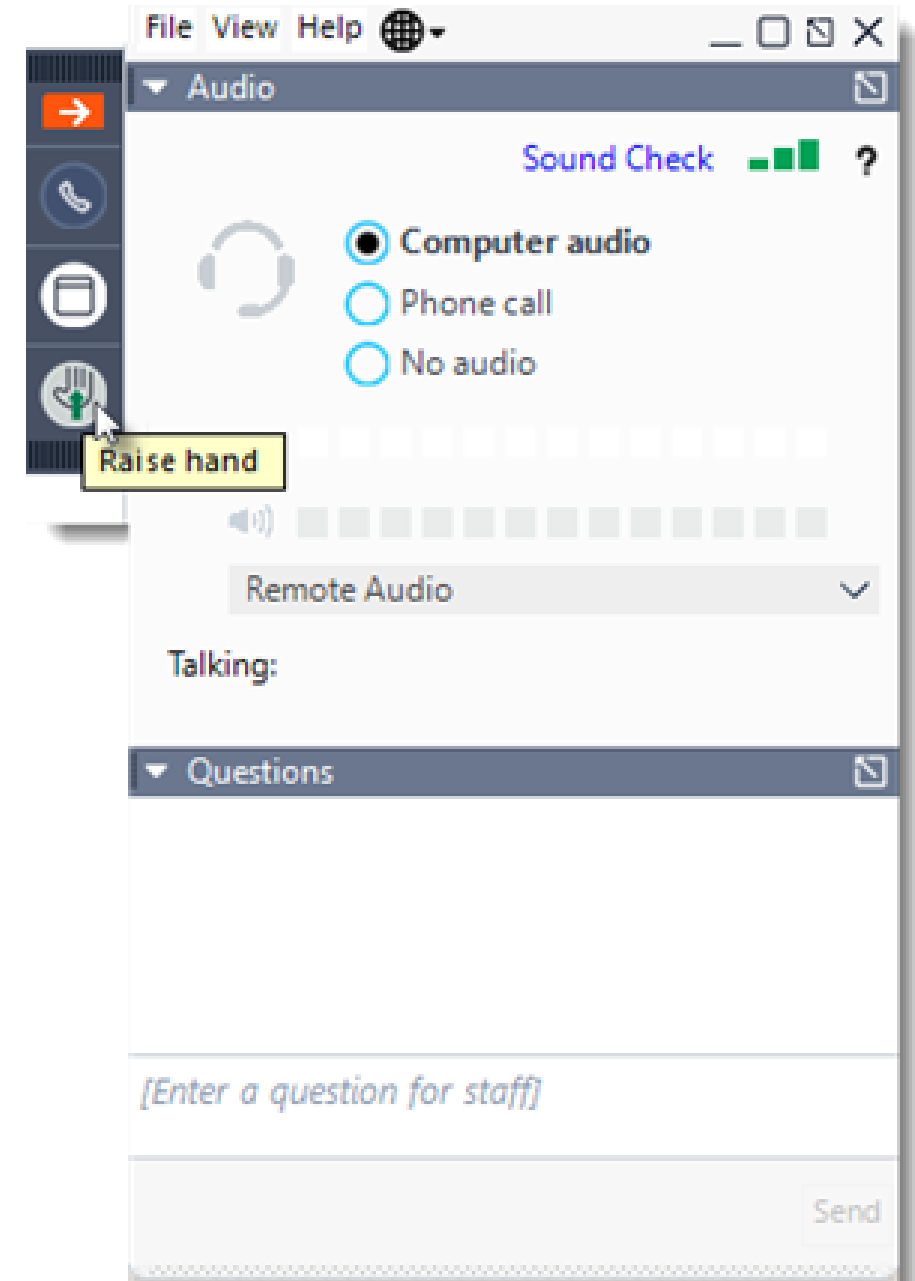 File View Help
Audio
Sound Check ?
Computer audio
Phone call
No audio
Raise hand
Remote Audio
Talking:
Questions
[Enter a question for staff]
Send